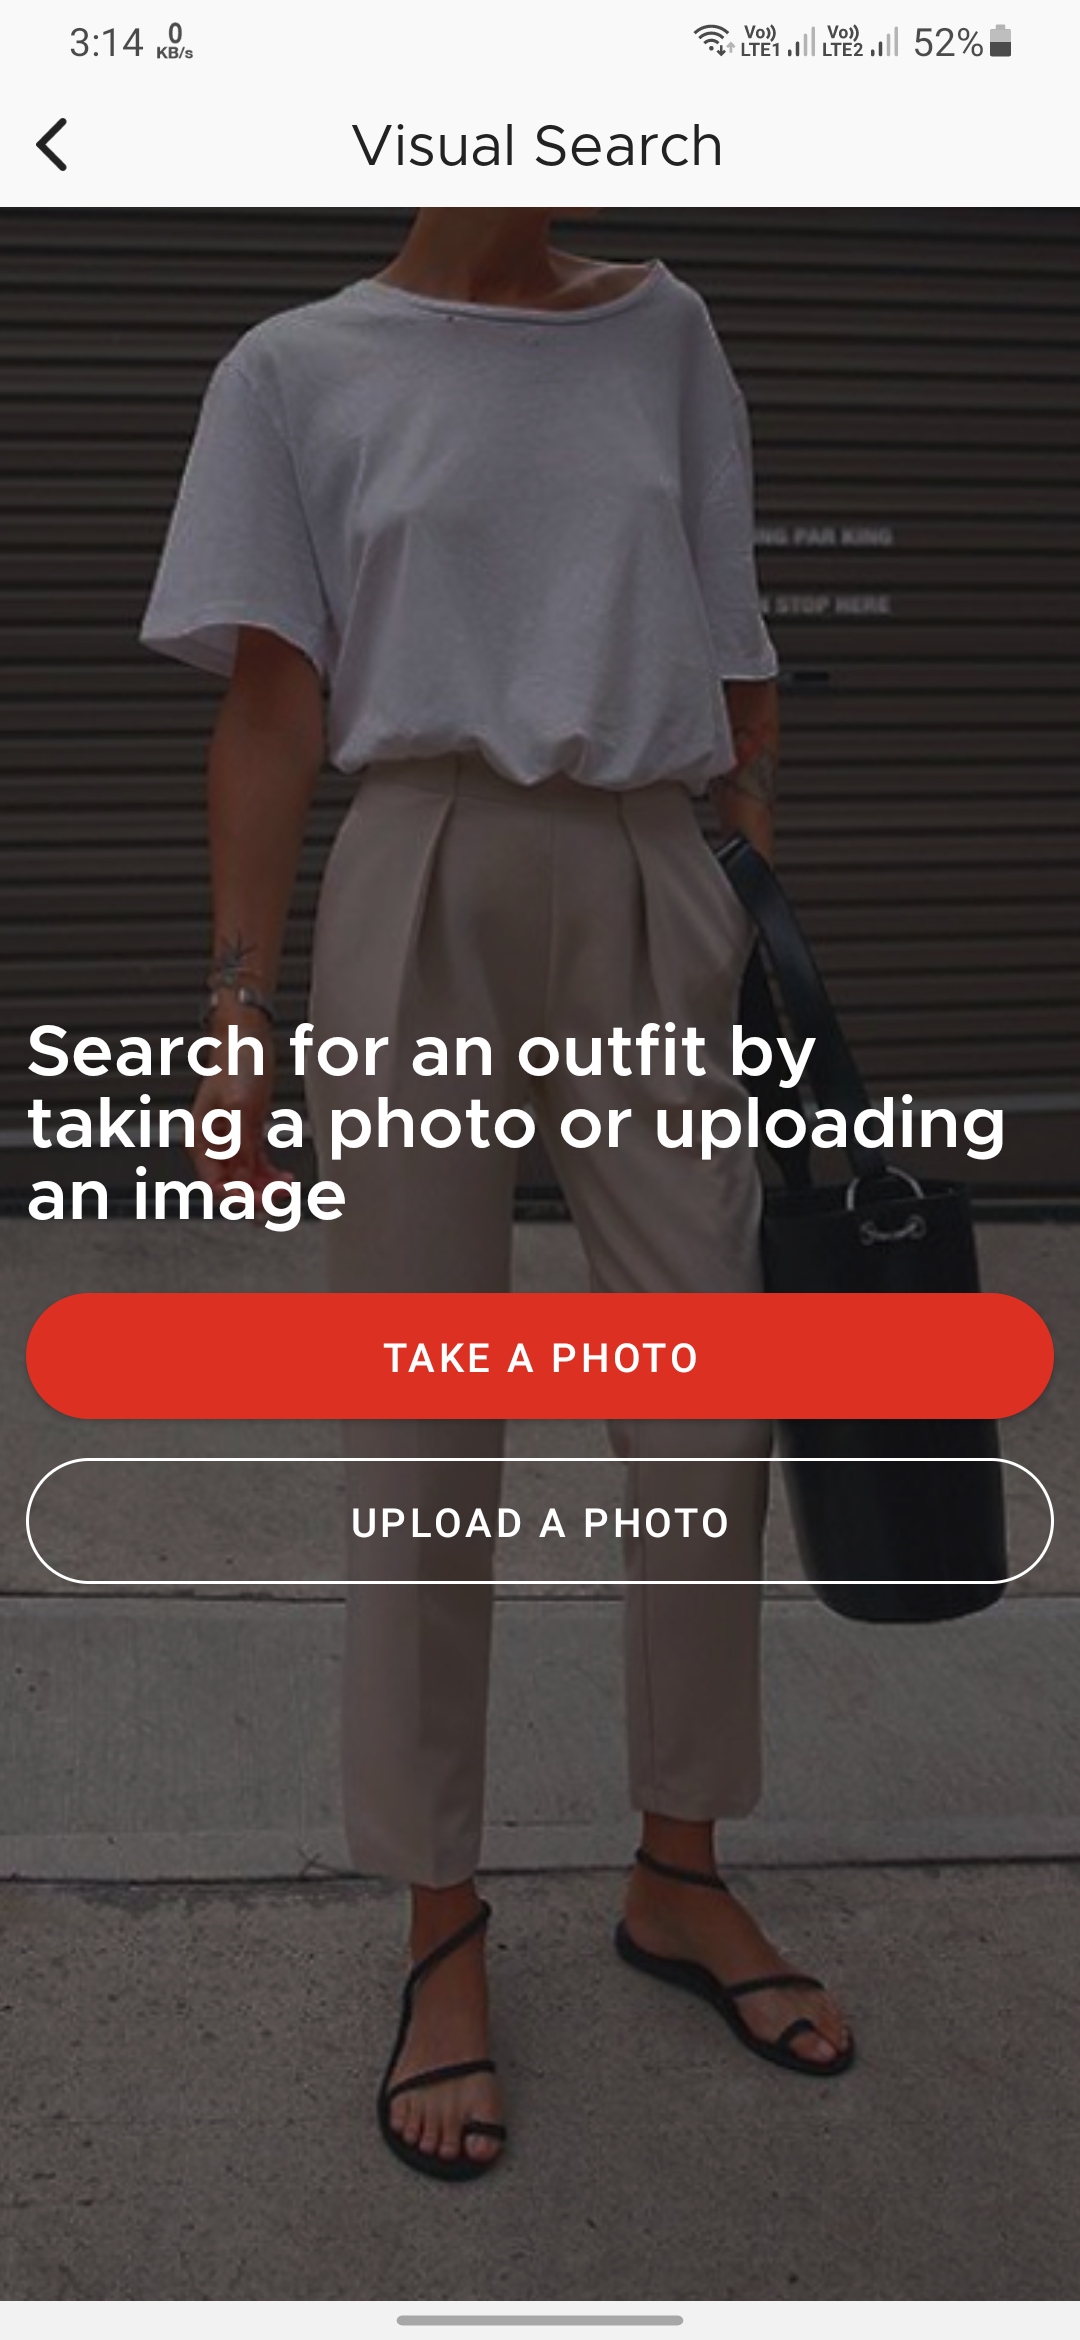 3:14 0 KB/s Vo)) LTE1 Vo)) LTE2 52%
Visual Search
PAR KING
STOP HERE
Search for an outfit by
taking a photo or uploading
an image
TAKE A PHOTO
UPLOAD A PHOTO